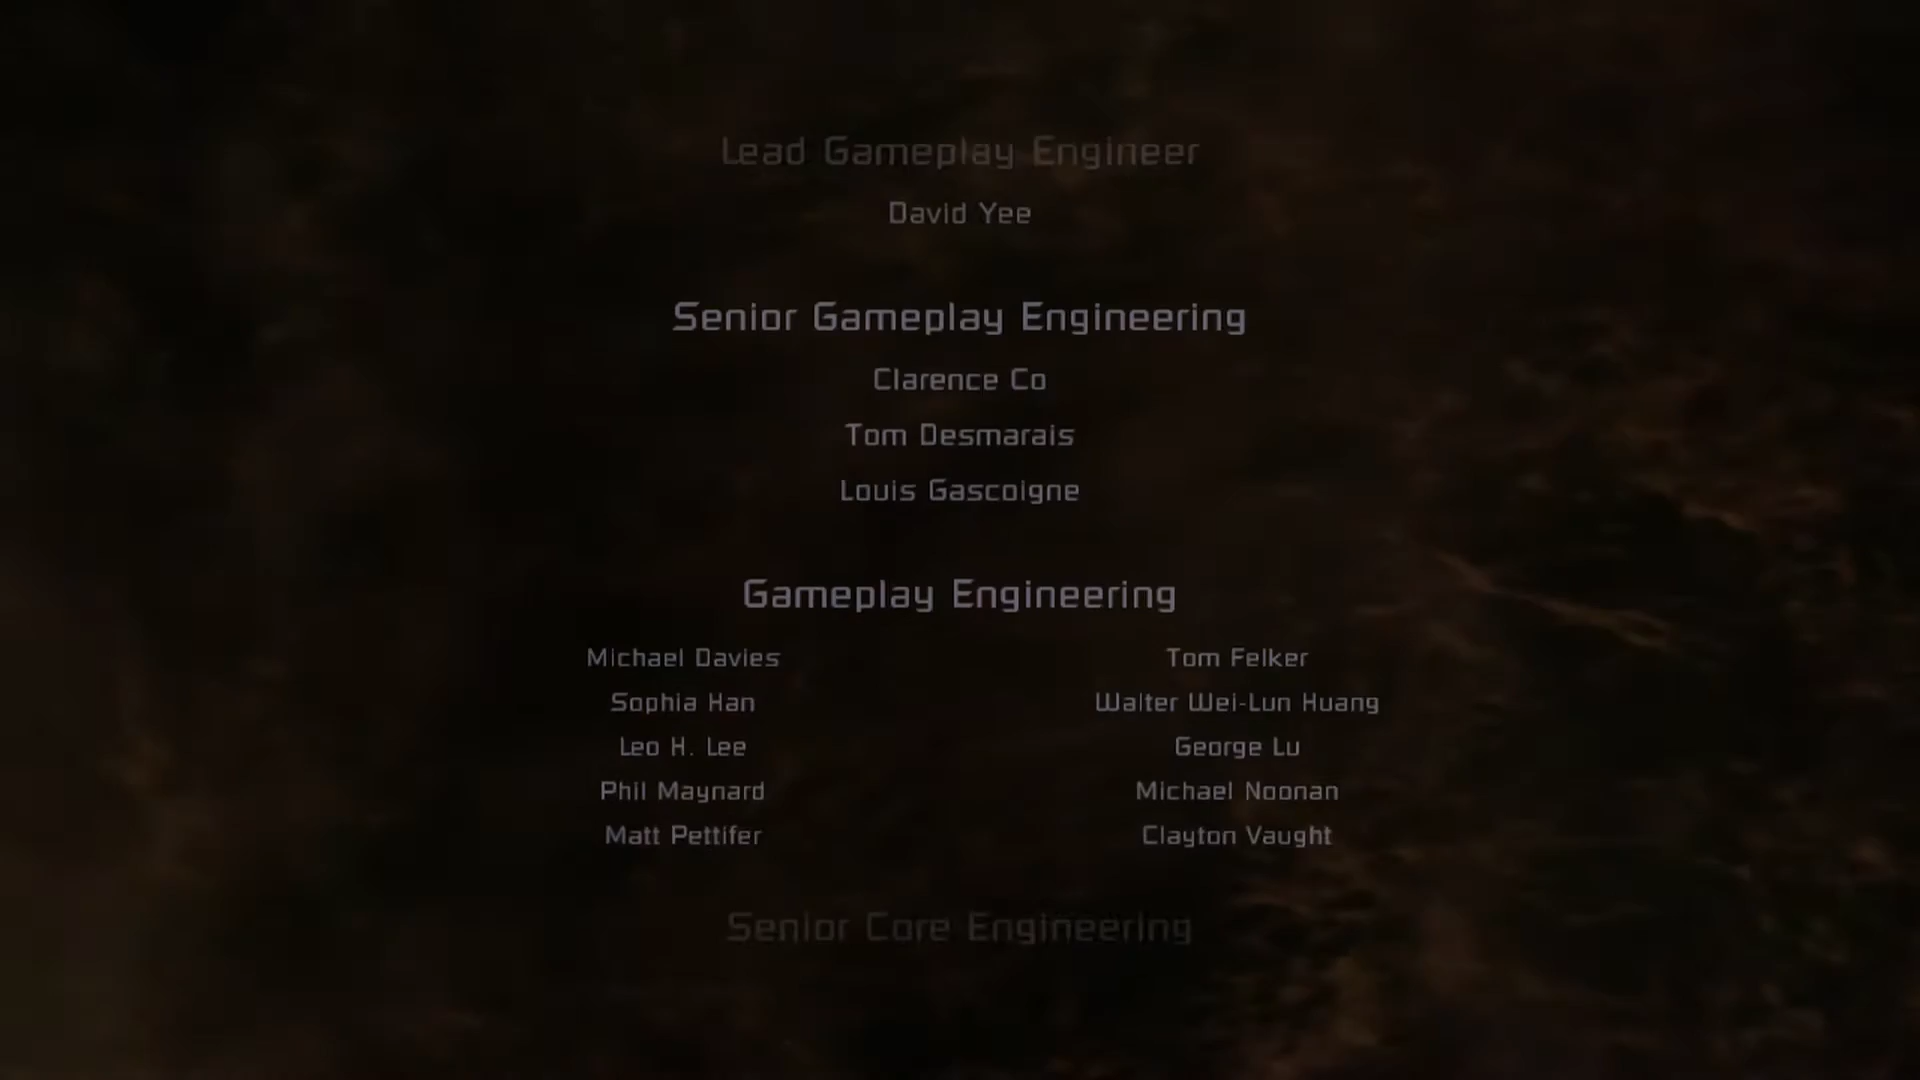 Lead Gameplay Engineer
David Yee
Senior Gameplay Engineering
Clarence Co
Tom Desmarais
Louis Gascoigne
Gameplay Engineering
Michael Davies
Tom Felker
Sophia Han
Walter Wei-Lun Huang
Leo H. Lee
George Lu
Phil Maynard
Michael Noonan
Matt Pettifer
Clayton Vaught
Senior Core Engineering